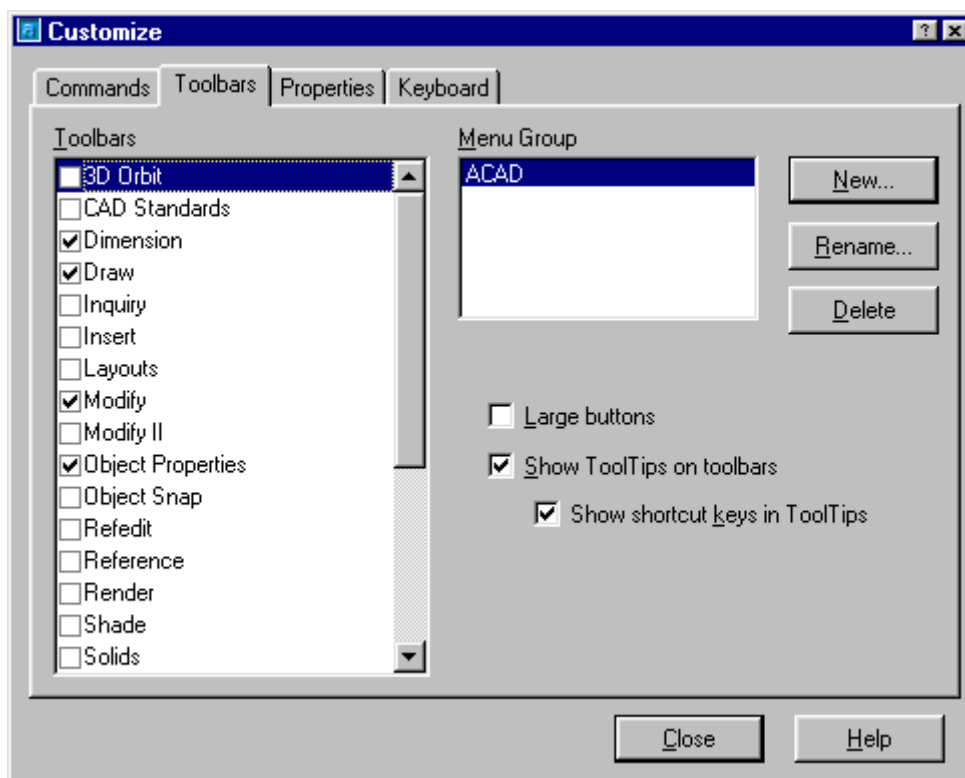 Customize
Commands Toolbars Properties Keyboard
Toolbars
3D Orbit
CAD Standards
Dimension
Draw
Inquiry
Insert
Layouts
Modify
Modify II
Object Properties
Object Snap
Refedit
Reference
Render
Shade
Solids
Menu Group
ACAD
New...
Rename...
Delete
Large buttons
Show ToolTips on toolbars
Show shortcut keys in ToolTips
Close Help